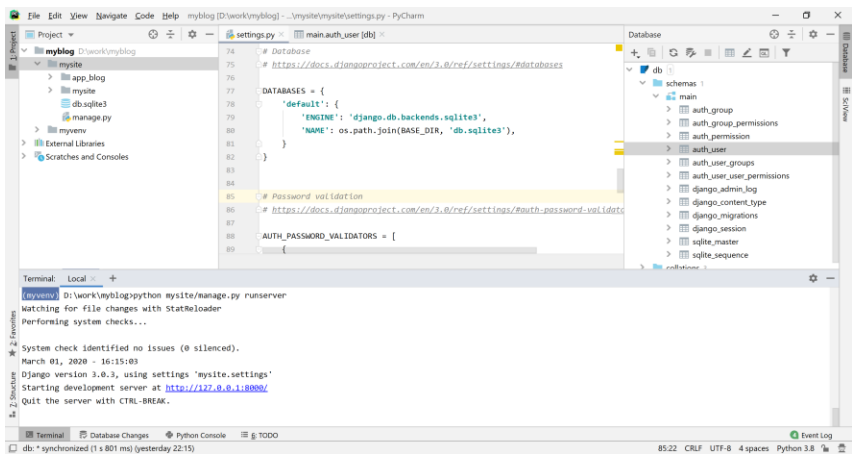 File Edit View Navigate Code Help myblog [D:\work\myblog] - ...\mysite\mysite\settings.py - PyCharm
Project
settings.py
main.auth_user [db]
Database
1: Project
myblog D:\work\myblog
mysite
app_blog
mysite
db.sqlite3
manage.py
myvenv
External Libraries
Scratches and Consoles
74 # Database
75 # https://docs.djangoproject.com/en/3.0/ref/settings/#databases
76
77 DATABASES = {
78 'default': {
79 'ENGINE': 'django.db.backends.sqlite3',
80 'NAME': os.path.join(BASE_DIR, 'db.sqlite3'),
81 }
82 }
83
84
85 # Password validation
86 # https://docs.djangoproject.com/en/3.0/ref/settings/#auth-password-validato
87
88 AUTH_PASSWORD_VALIDATORS = [
89 {
db 1
schemas 1
main
auth_group
auth_group_permissions
auth_permission
auth_user
auth_user_groups
auth_user_user_permissions
django_admin_log
django_content_type
django_migrations
django_session
sqlite_master
sqlite_sequence
collations
Database
SciView
Terminal: Local +
(myvenv) D:\work\myblog>python mysite/manage.py runserver
Watching for file changes with StatReloader
Performing system checks...
System check identified no issues (0 silenced).
March 01, 2020 - 16:15:03
Django version 3.0.3, using settings 'mysite.settings'
Starting development server at http://127.0.0.1:8000/
Quit the server with CTRL-BREAK.
2: Favorites
7: Structure
Terminal Database Changes Python Console 6: TODO
4 Event Log
db: * synchronized (1 s 801 ms) (yesterday 22:15)
85:22 CRLF UTF-8 4 spaces Python 3.8